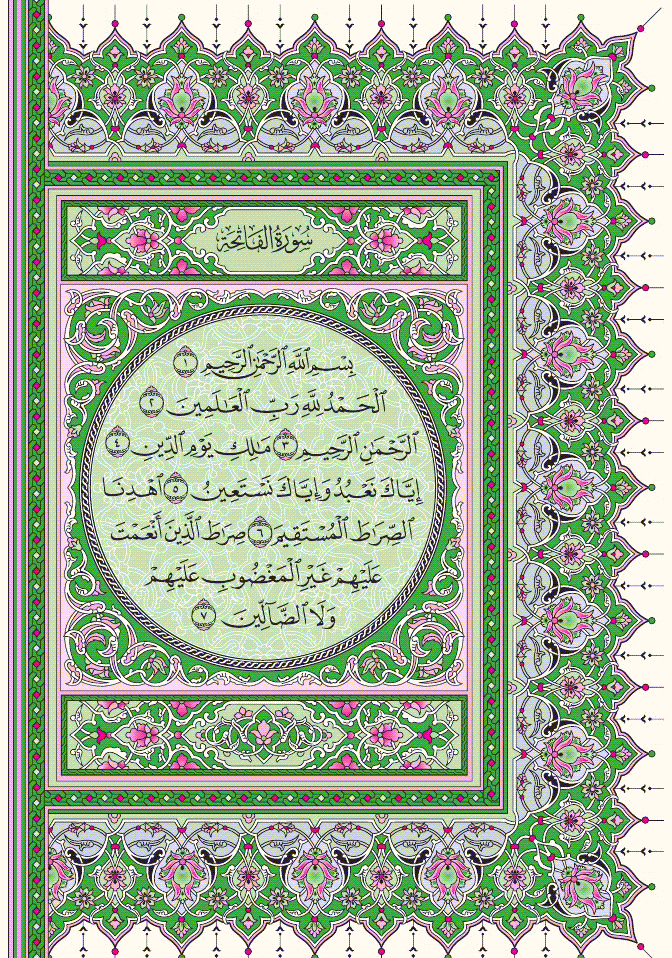 سُورَةُ الفَاتِحَةِ
بِسْمِ ٱللَّهِ ٱلرَّحْمَٰنِ ٱلرَّحِيمِ ١
ٱلْحَمْدُ لِلَّهِ رَبِّ ٱلْعَٰلَمِينَ ٢
ٱلرَّحْمَٰنِ ٱلرَّحِيمِ ٣ مَٰلِكِ يَوْمِ ٱلدِّينِ ٤
إِيَّاكَ نَعْبُدُ وَإِيَّاكَ نَسْتَعِينُ ٥ ٱهْدِنَا
ٱلصِّرَٰطَ ٱلْمُسْتَقِيمَ ٦ صِرَٰطَ ٱلَّذِينَ أَنْعَمْتَ
عَلَيْهِمْ غَيْرِ ٱلْمَغْضُوبِ عَلَيْهِمْ
وَلَا ٱلضَّآلِّينَ ٧